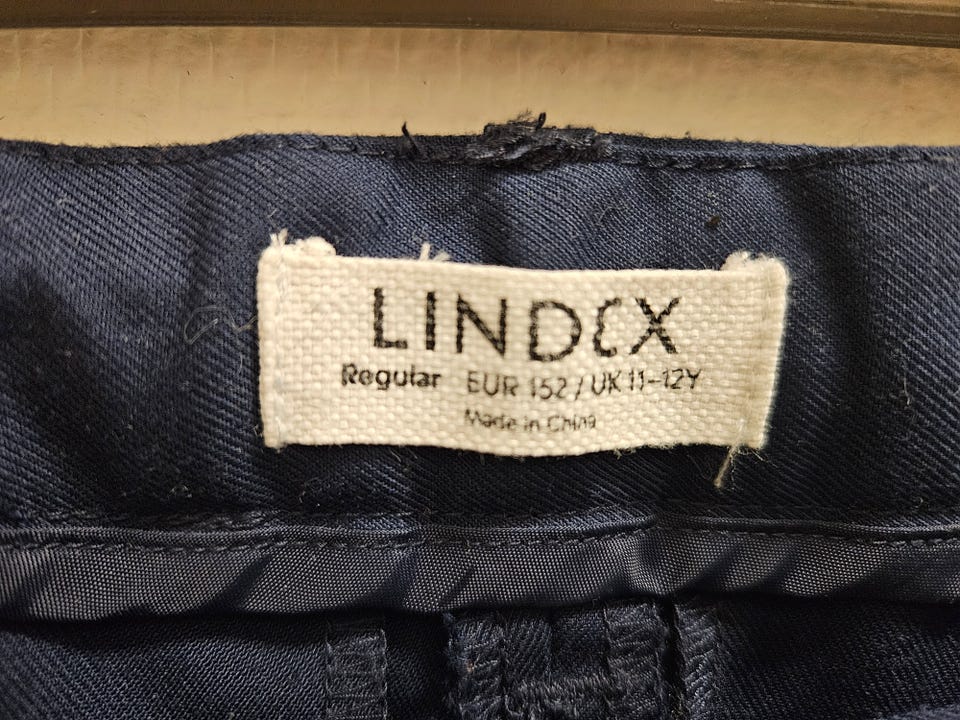 LINDEX
Regular EUR 152 / UK 11-12Y
Made in China